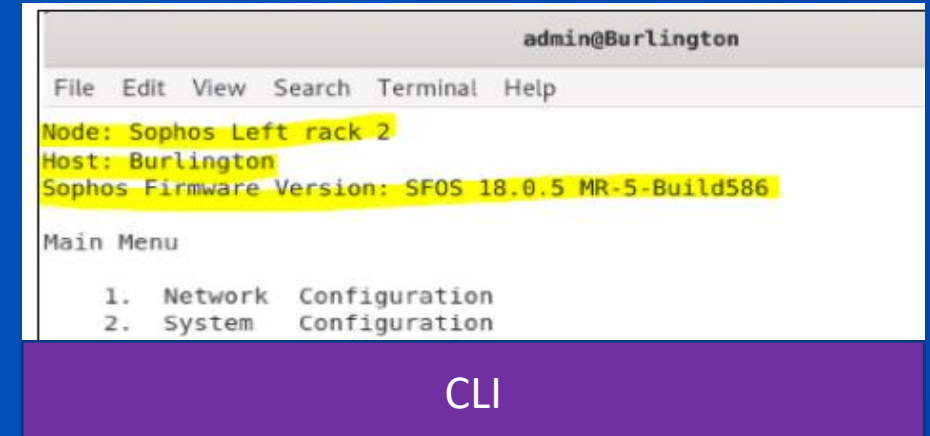 admin@Burlington
File Edit View Search Terminal Help
Node: Sophos Left rack 2
Host: Burlington
Sophos Firmware Version: SFOS 18.0.5 MR-5-Build586
Main Menu
1. Network Configuration
2. System Configuration
CLI